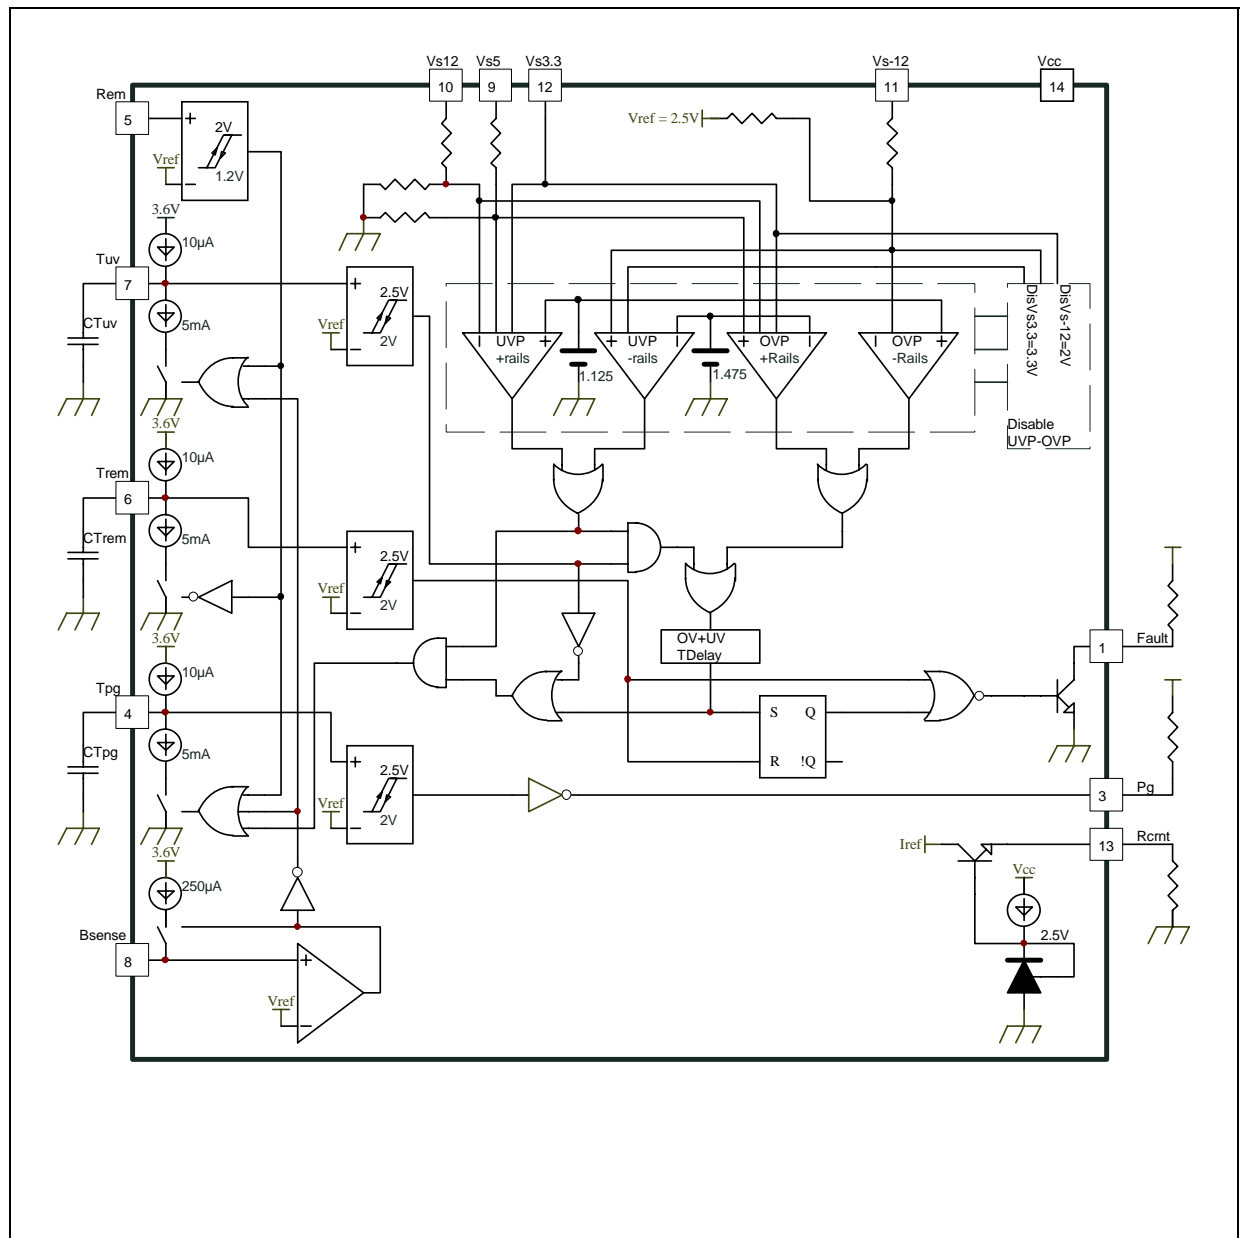 Vs12 Vs5 Vs3.3 Vs-12 Vcc
10 9 12 11 14
Rem
5
+
2V
1.2V
Vref
−
Vref = 2.5V
3.6V
10µA
Tuv
7
5mA
CTuv
+
2.5V
Vref
2V
−
− − − +
UVP
+rails
+ + + −
UVP
-rails
+ + + −
OVP
+Rails
− − − +
OVP
-Rails
1.125
1.475
DisVs3.3=3.3V
DisVs-12=2V
Disable
UVP-OVP
3.6V
10µA
Trem
6
5mA
CTrem
+
2.5V
Vref
2V
−
OV+UV
TDelay
1
Fault
3.6V
10µA
Tpg
4
5mA
CTpg
+
2.5V
Vref
2V
−
S Q
R !Q
3
Pg
3.6V
250µA
Bsense
8
+
Vref
−
Iref
13
Rcrnt
Vcc
2.5V